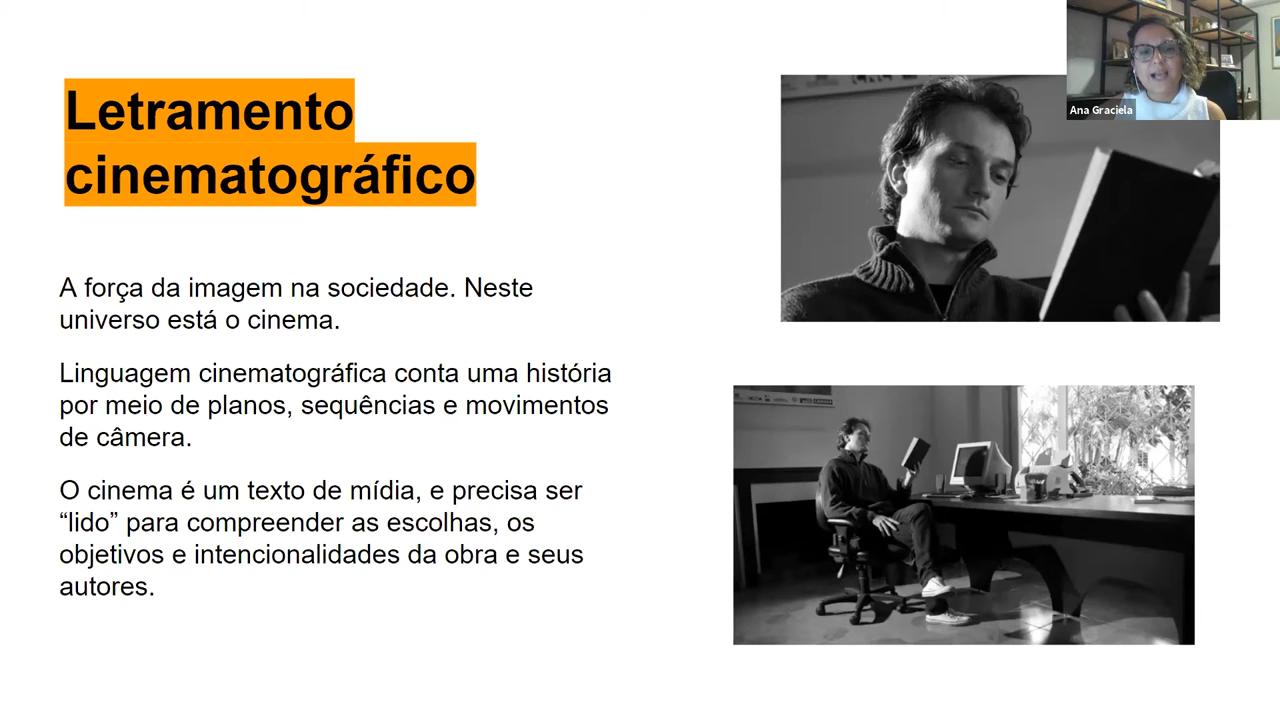 Letramento
cinematográfico
A força da imagem na sociedade. Neste
universo está o cinema.
Linguagem cinematográfica conta uma história
por meio de planos, sequências e movimentos
de câmera.
O cinema é um texto de mídia, e precisa ser
“lido” para compreender as escolhas, os
objetivos e intencionalidades da obra e seus
autores.
Ana Graciela